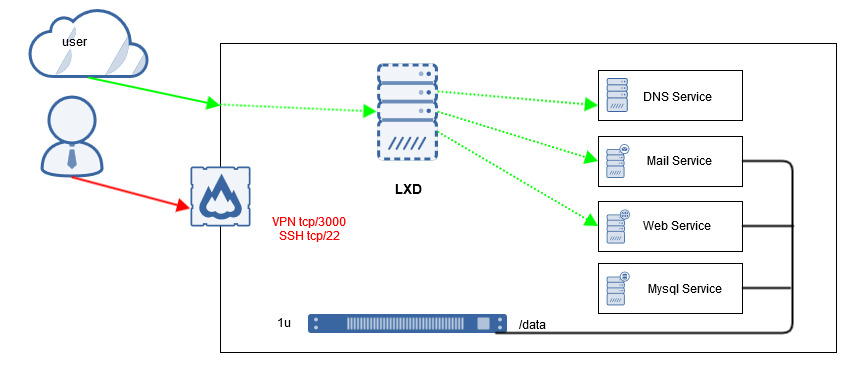 user
DNS Service
Mail Service
LXD
VPN tcp/3000
SSH tcp/22
Web Service
Mysql Service
1u
/data